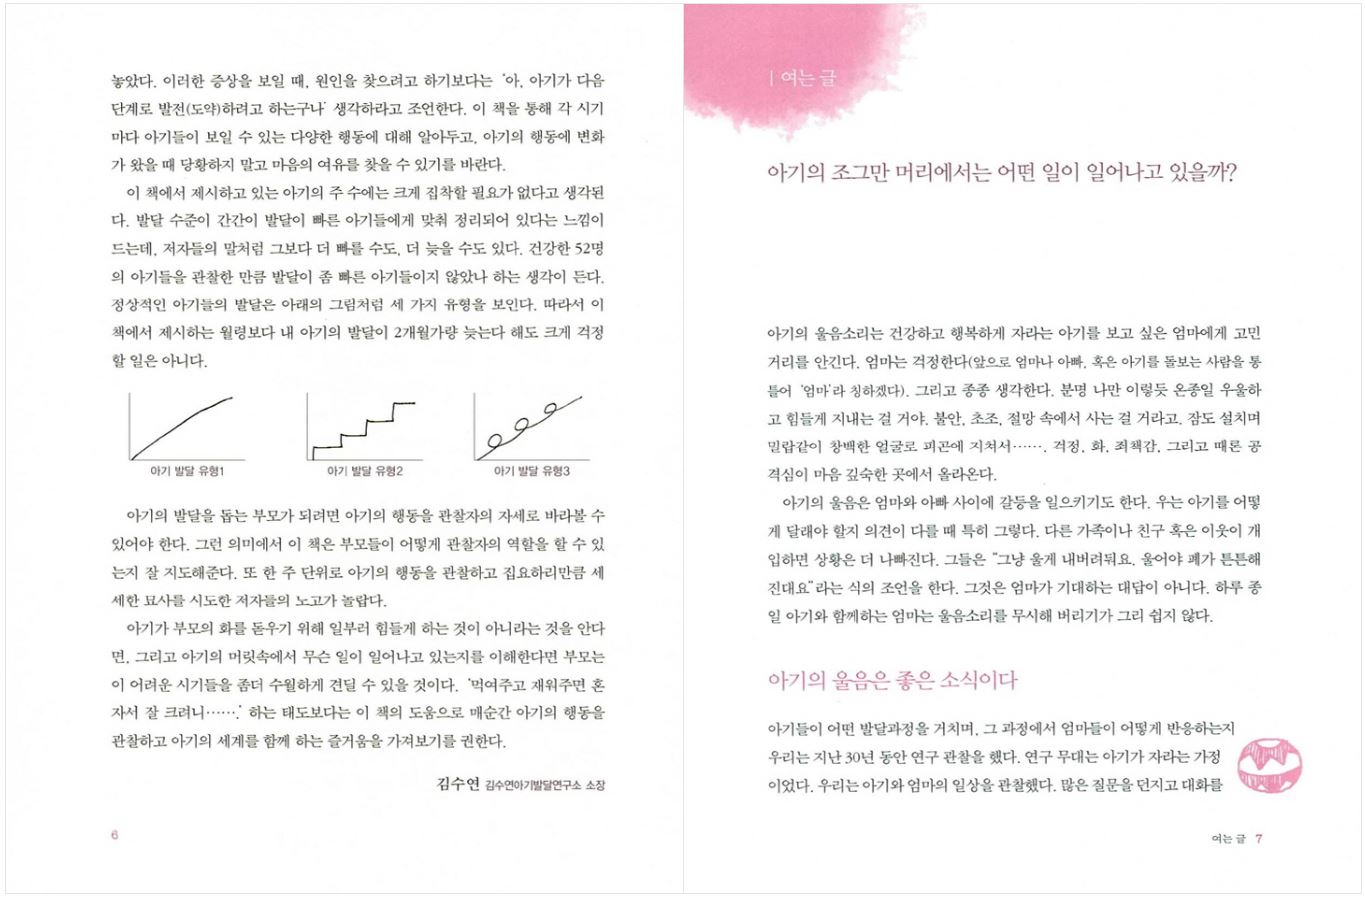 놓았다. 이러한 증상을 보일 때, 원인을 찾으려고 하기보다는 ‘아, 아기가 다음
단계로 발전(도약)하려고 하는구나’ 생각하라고 조언한다. 이 책을 통해 각 시기
마다 아기들이 보일 수 있는 다양한 행동에 대해 알아두고, 아기의 행동에 변화
가 왔을 때 당황하지 말고 마음의 여유를 찾을 수 있기를 바란다.
이 책에서 제시하고 있는 아기의 주 수에는 크게 집착할 필요가 없다고 생각된
다. 발달 수준이 간간이 발달이 빠른 아기들에게 맞춰 정리되어 있다는 느낌이
드는데, 저자들의 말처럼 그보다 더 빠를 수도, 더 늦을 수도 있다. 건강한 52명
의 아기들을 관찰한 만큼 발달이 좀 빠른 아기들이지 않았나 하는 생각이 든다.
정상적인 아기들의 발달은 아래의 그림처럼 세 가지 유형을 보인다. 따라서 이
책에서 제시하는 월령보다 내 아기의 발달이 2개월가량 늦는다 해도 크게 걱정
할 일은 아니다.
아기 발달 유형1
아기 발달 유형2
아기 발달 유형3
아기의 발달을 돕는 부모가 되려면 아기의 행동을 관찰자의 자세로 바라볼 수
있어야 한다. 그런 의미에서 이 책은 부모들이 어떻게 관찰자의 역할을 할 수 있
는지 잘 지도해준다. 또 한 주 단위로 아기의 행동을 관찰하고 집요하리만큼 세
세한 묘사를 시도한 저자들의 노고가 놀랍다.
아기가 부모의 화를 돋우기 위해 일부러 힘들게 하는 것이 아니라는 것을 안다
면, 그리고 아기의 머릿속에서 무슨 일이 일어나고 있는지를 이해한다면 부모는
이 어려운 시기들을 좀더 수월하게 견딜 수 있을 것이다. ‘먹여주고 재워주면 혼
자서 잘 크려니……’ 하는 태도보다는 이 책의 도움으로 매순간 아기의 행동을
관찰하고 아기의 세계를 함께 하는 즐거움을 가져보기를 권한다.
김수연 김수연아기발달연구소 소장
6
| 여는 글
아기의 조그만 머리에서는 어떤 일이 일어나고 있을까?
아기의 울음소리는 건강하고 행복하게 자라는 아기를 보고 싶은 엄마에게 고민
거리를 안긴다. 엄마는 걱정한다(앞으로 엄마나 아빠, 혹은 아기를 돌보는 사람을 통
틀어 ‘엄마’라 칭하겠다). 그리고 종종 생각한다. 분명 나만 이렇듯 온종일 우울하
고 힘들게 지내는 걸 거야. 불안, 초조, 절망 속에서 사는 걸 거라고. 잠도 설치며
밀랍같이 창백한 얼굴로 피곤에 지쳐서……. 걱정, 화, 죄책감, 그리고 때론 공
격심이 마음 깊숙한 곳에서 올라온다.
아기의 울음은 엄마와 아빠 사이에 갈등을 일으키기도 한다. 우는 아기를 어떻
게 달래야 할지 의견이 다를 때 특히 그렇다. 다른 가족이나 친구 혹은 이웃이 개
입하면 상황은 더 나빠진다. 그들은 “그냥 울게 내버려둬요. 울어야 폐가 튼튼해
진대요”라는 식의 조언을 한다. 그것은 엄마가 기대하는 대답이 아니다. 하루 종
일 아기와 함께하는 엄마는 울음소리를 무시해 버리기가 그리 쉽지 않다.
아기의 울음은 좋은 소식이다
아기들이 어떤 발달과정을 거치며, 그 과정에서 엄마들이 어떻게 반응하는지
우리는 지난 30년 동안 연구 관찰을 했다. 연구 무대는 아기가 자라는 가정
이었다. 우리는 아기와 엄마의 일상을 관찰했다. 많은 질문을 던지고 대화를
여는 글 7